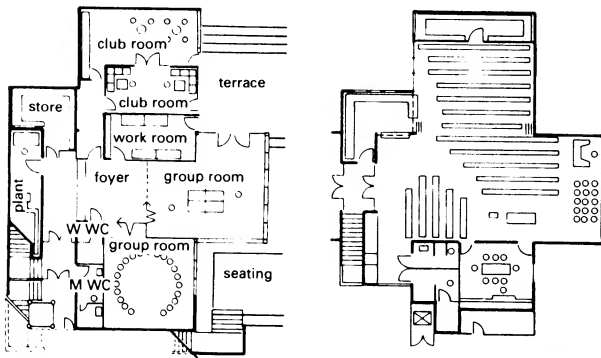 club room
club room
terrace
store
work room
plant
foyer
group room
W WC
group room
M WC
seating